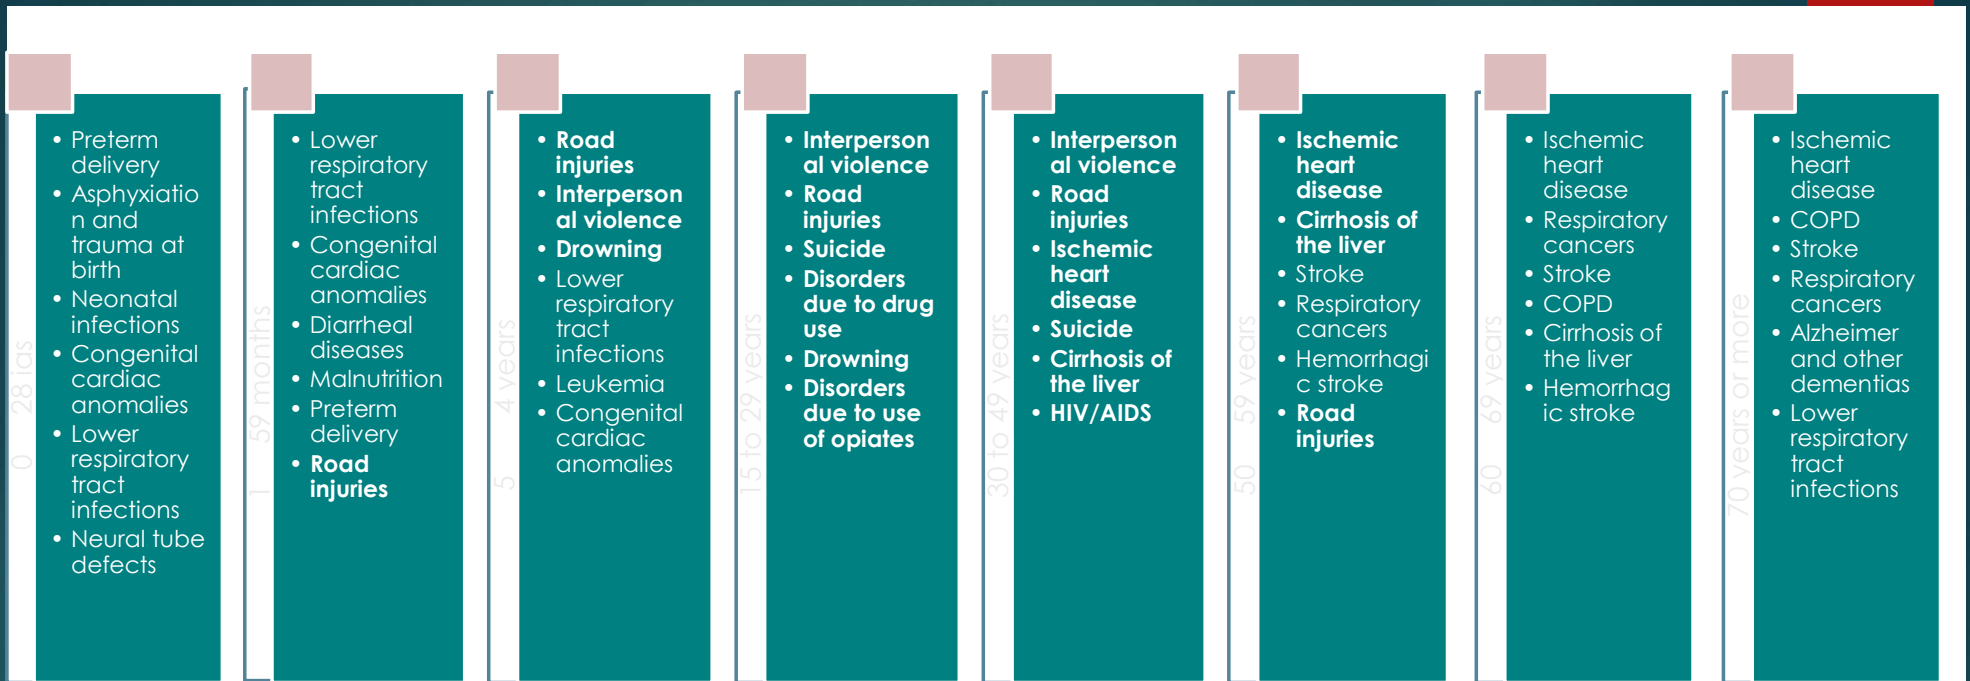 0 28 ias
• Preterm
delivery
• Asphyxiatio
n and
trauma at
birth
• Neonatal
infections
• Congenital
cardiac
anomalies
• Lower
respiratory
tract
infections
• Neural tube
defects
1 59 months
• Lower
respiratory
tract
infections
• Congenital
cardiac
anomalies
• Diarrheal
diseases
• Malnutrition
• Preterm
delivery
• Road
injuries
5 4 years
• Road
injuries
• Interperson
al violence
• Drowning
• Lower
respiratory
tract
infections
• Leukemia
• Congenital
cardiac
anomalies
15 to 29 years
• Interperson
al violence
• Road
injuries
• Suicide
• Disorders
due to drug
use
• Drowning
• Disorders
due to use
of opiates
30 to 49 years
• Interperson
al violence
• Road
injuries
• Ischemic
heart
disease
• Suicide
• Cirrhosis of
the liver
• HIV/AIDS
50 59 years
• Ischemic
heart
disease
• Cirrhosis of
the liver
• Stroke
• Respiratory
cancers
• Hemorrhagi
c stroke
• Road
injuries
60 69 years
• Ischemic
heart
disease
• Respiratory
cancers
• Stroke
• COPD
• Cirrhosis of
the liver
• Hemorrhag
ic stroke
70 years or more
• Ischemic
heart
disease
• COPD
• Stroke
• Respiratory
cancers
• Alzheimer
and other
dementias
• Lower
respiratory
tract
infections